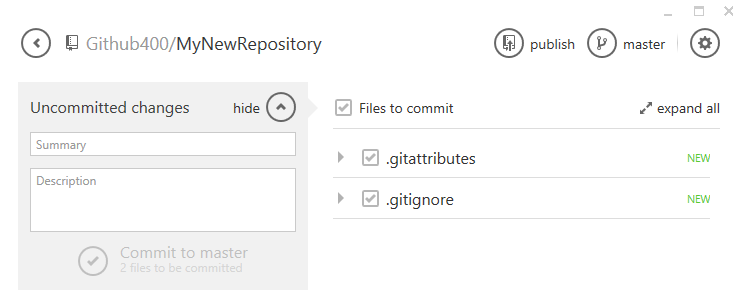 Github400/MyNewRepository
publish
master
Uncommitted changes
hide
Summary
Description
Commit to master
2 files to be committed
Files to commit
expand all
.gitattributes
NEW
.gitignore
NEW